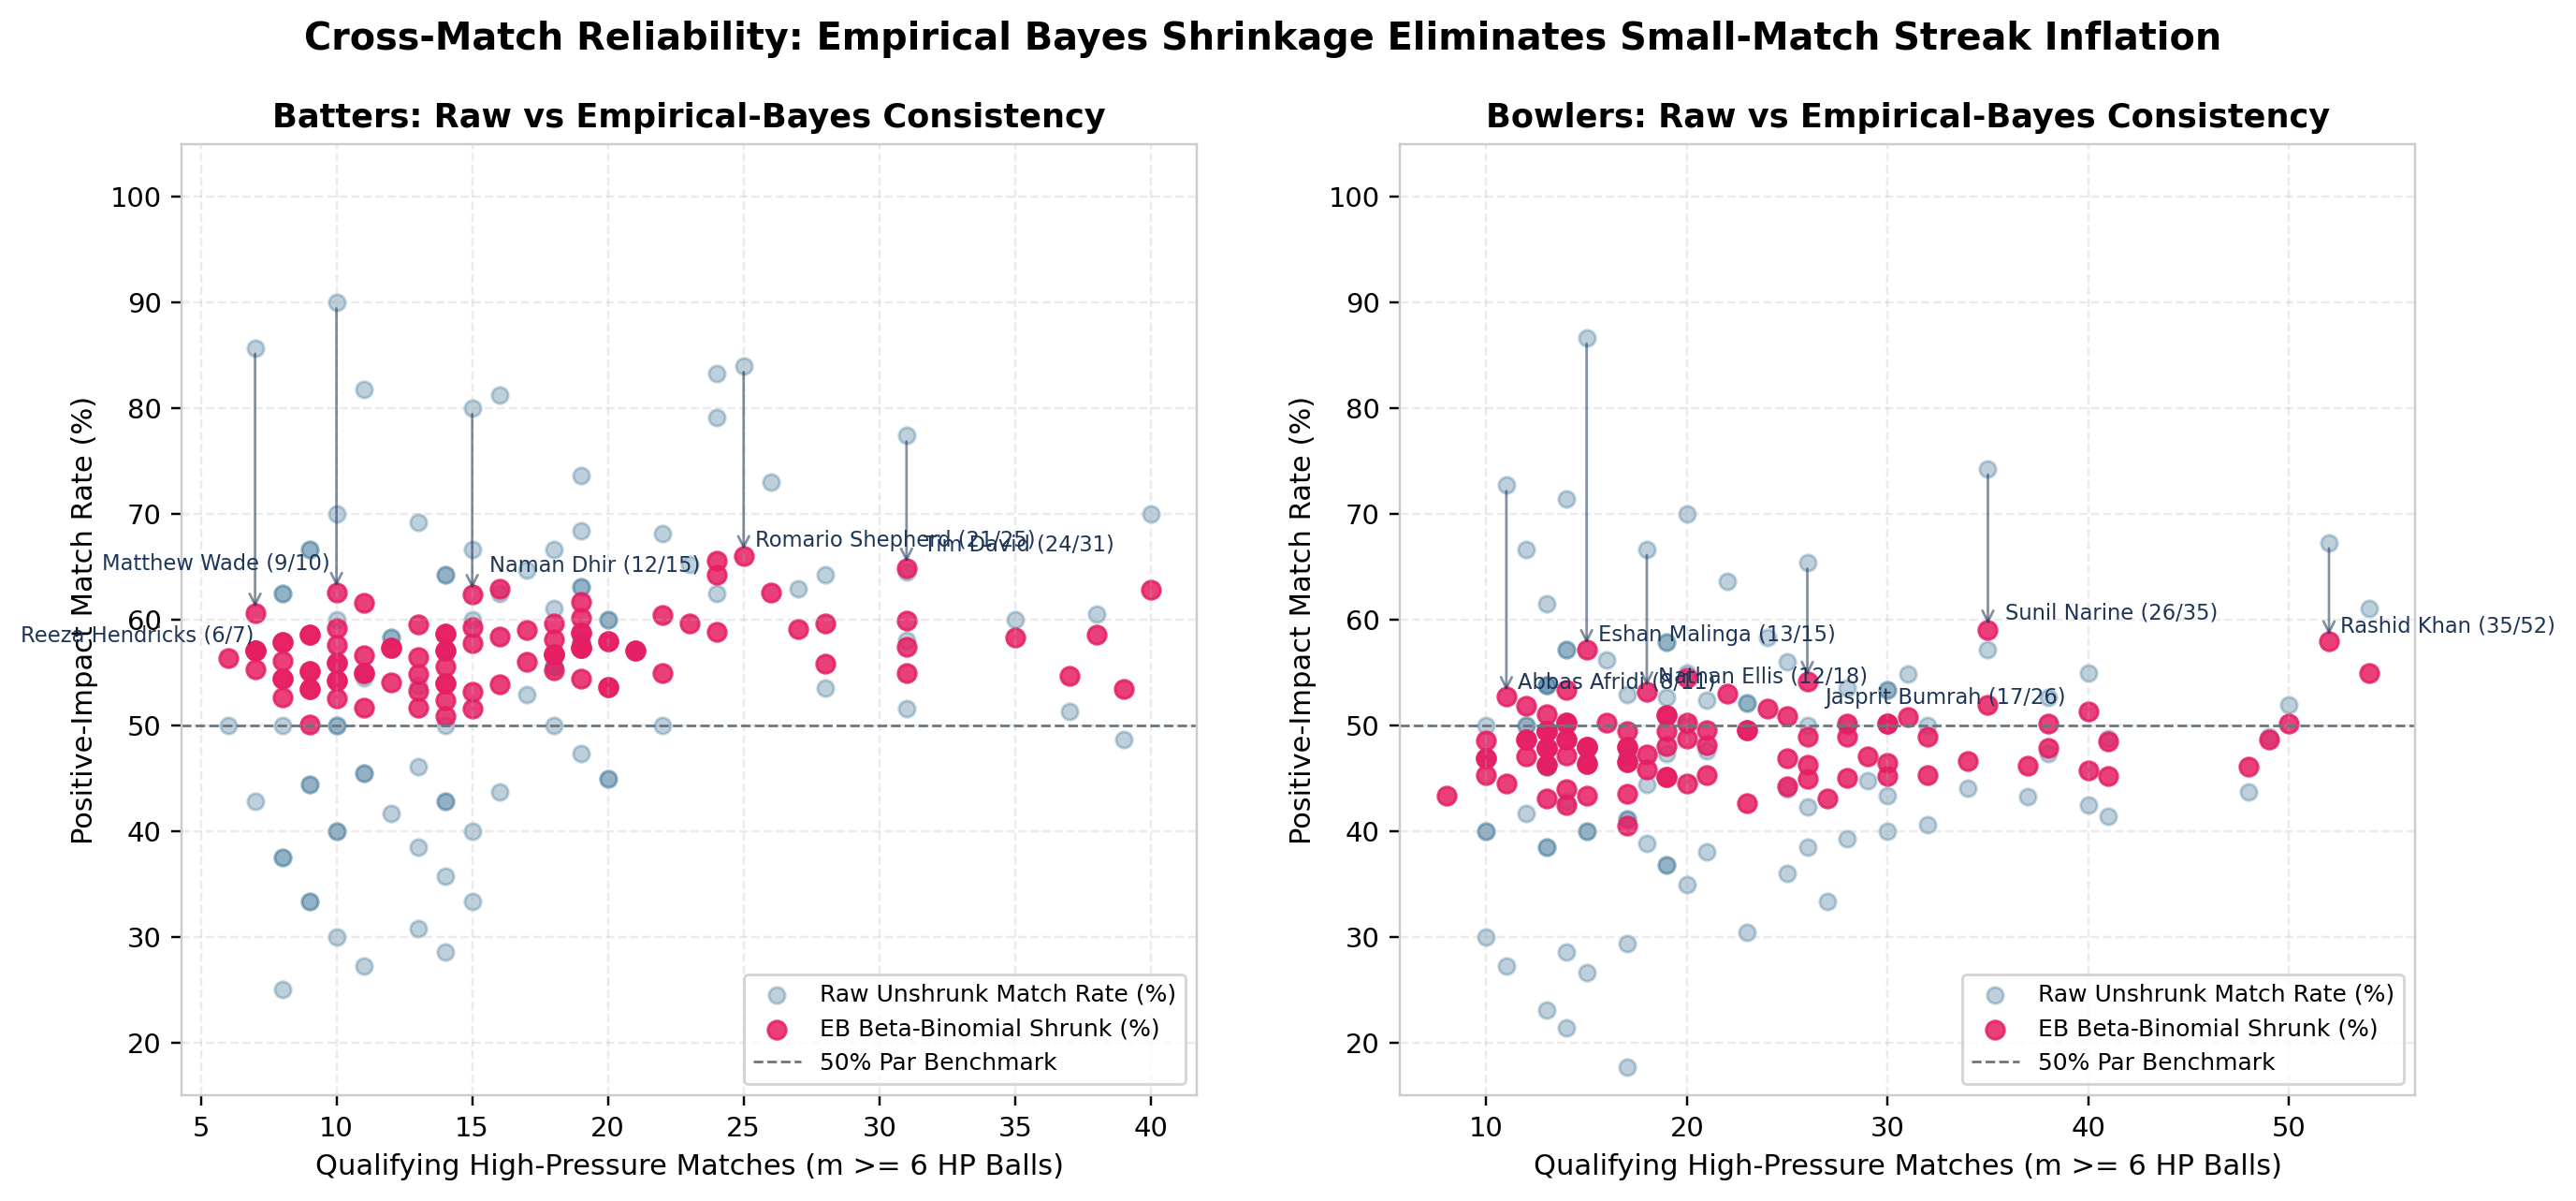 Cross-Match Reliability: Empirical Bayes Shrinkage Eliminates Small-Match Streak Inflation
Batters: Raw vs Empirical-Bayes Consistency
Positive-Impact Match Rate (%)
100
90
80
70
60
50
40
30
20
Matthew Wade (9/10)
Reeza Hendricks (6/7)
Naman Dhir (12/15)
Romario Shepherd (21/25)
Tim David (24/31)
Raw Unshrunk Match Rate (%)
EB Beta-Binomial Shrunk (%)
50% Par Benchmark
5 10 15 20 25 30 35 40
Qualifying High-Pressure Matches (m >= 6 HP Balls)
Bowlers: Raw vs Empirical-Bayes Consistency
Positive-Impact Match Rate (%)
100
90
80
70
60
50
40
30
20
Sunil Narine (26/35)
Rashid Khan (35/52)
Eshan Malinga (13/15)
Abbas Afridi (8/11)
Nathan Ellis (12/18)
Jasprit Bumrah (17/26)
Raw Unshrunk Match Rate (%)
EB Beta-Binomial Shrunk (%)
50% Par Benchmark
10 20 30 40 50
Qualifying High-Pressure Matches (m >= 6 HP Balls)